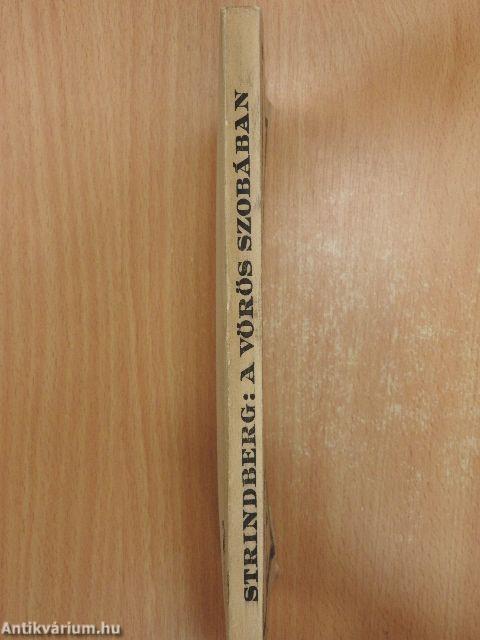 STRINDBERG: A VÖRÖS SZOBÁBAN
Antikvárium.hu